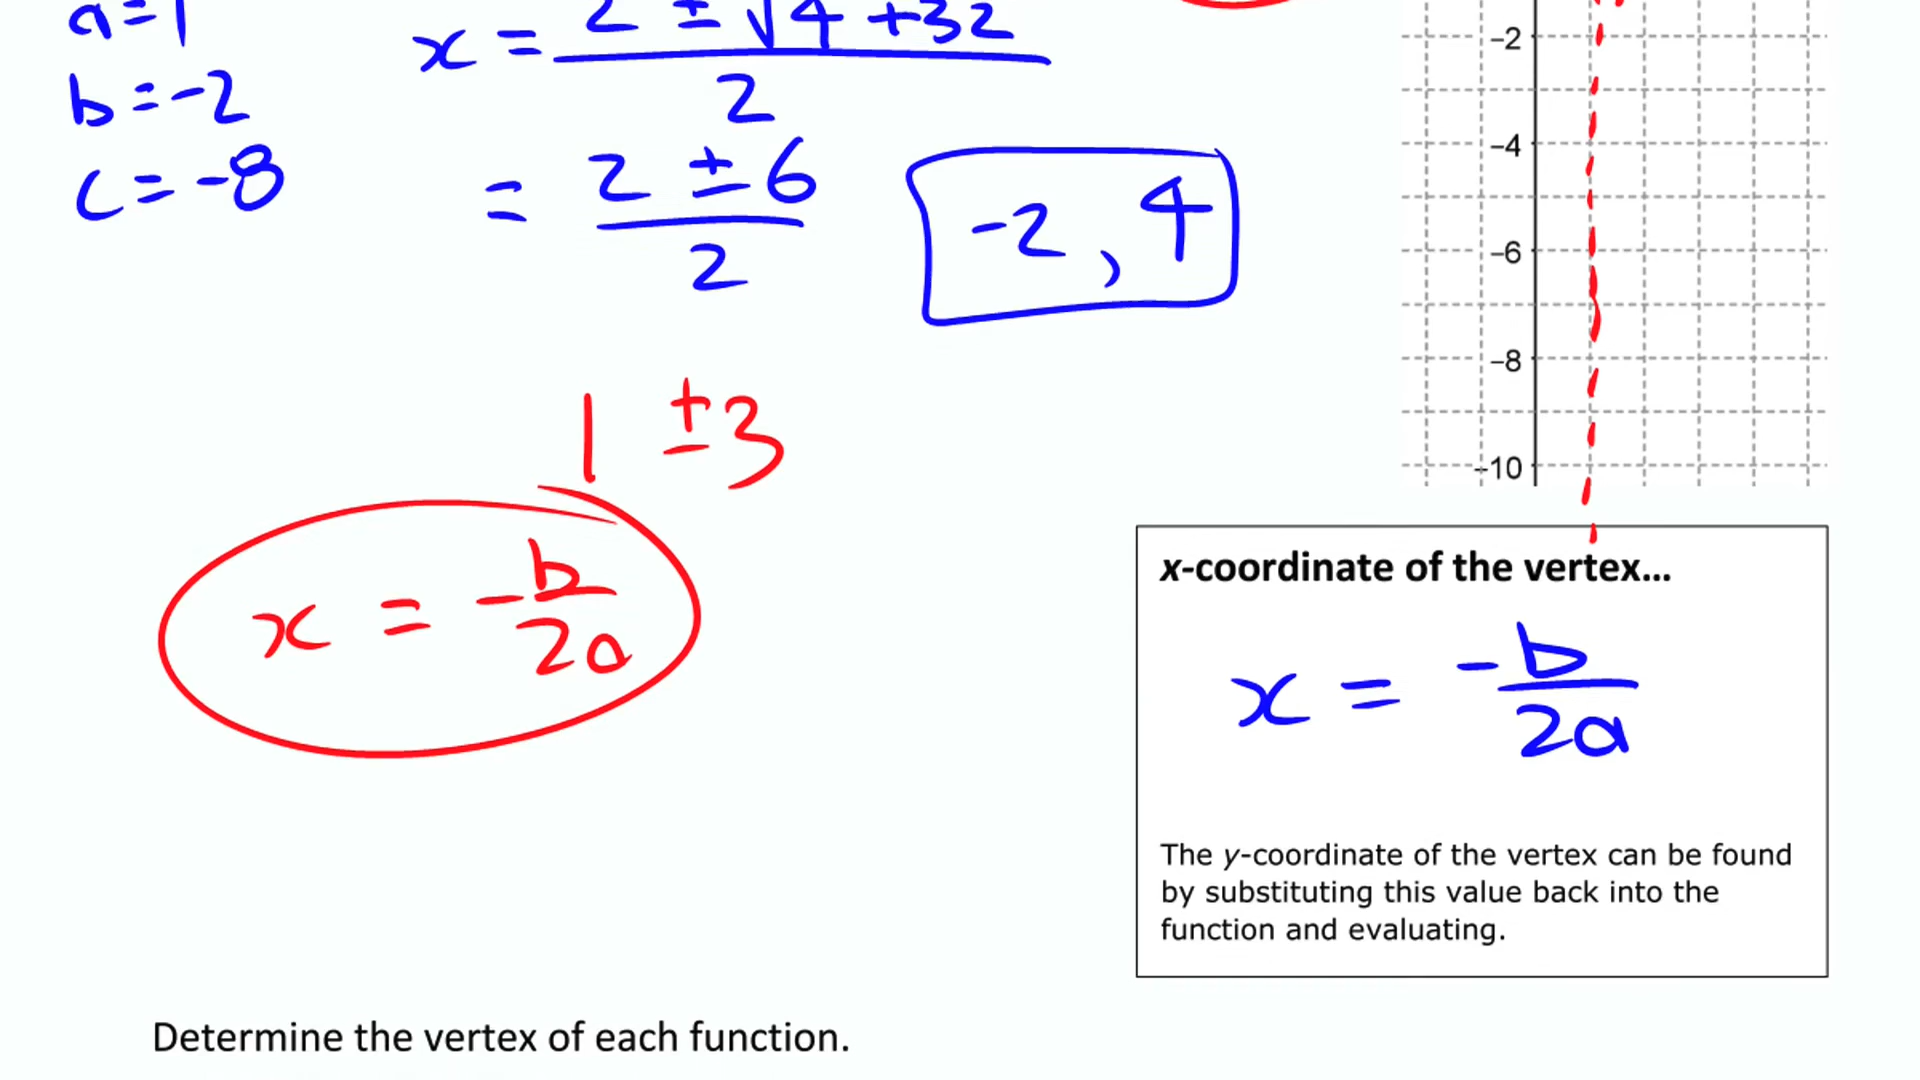 a=1
b=-2
c=-8
x = 2 ± √4 +32
2
= 2 ± 6
2
-2, 4
1 ± 3
x = -b
2a
-2
-4
-6
-8
-10
x-coordinate of the vertex...
x = -b
2a
The y-coordinate of the vertex can be found
by substituting this value back into the
function and evaluating.
Determine the vertex of each function.